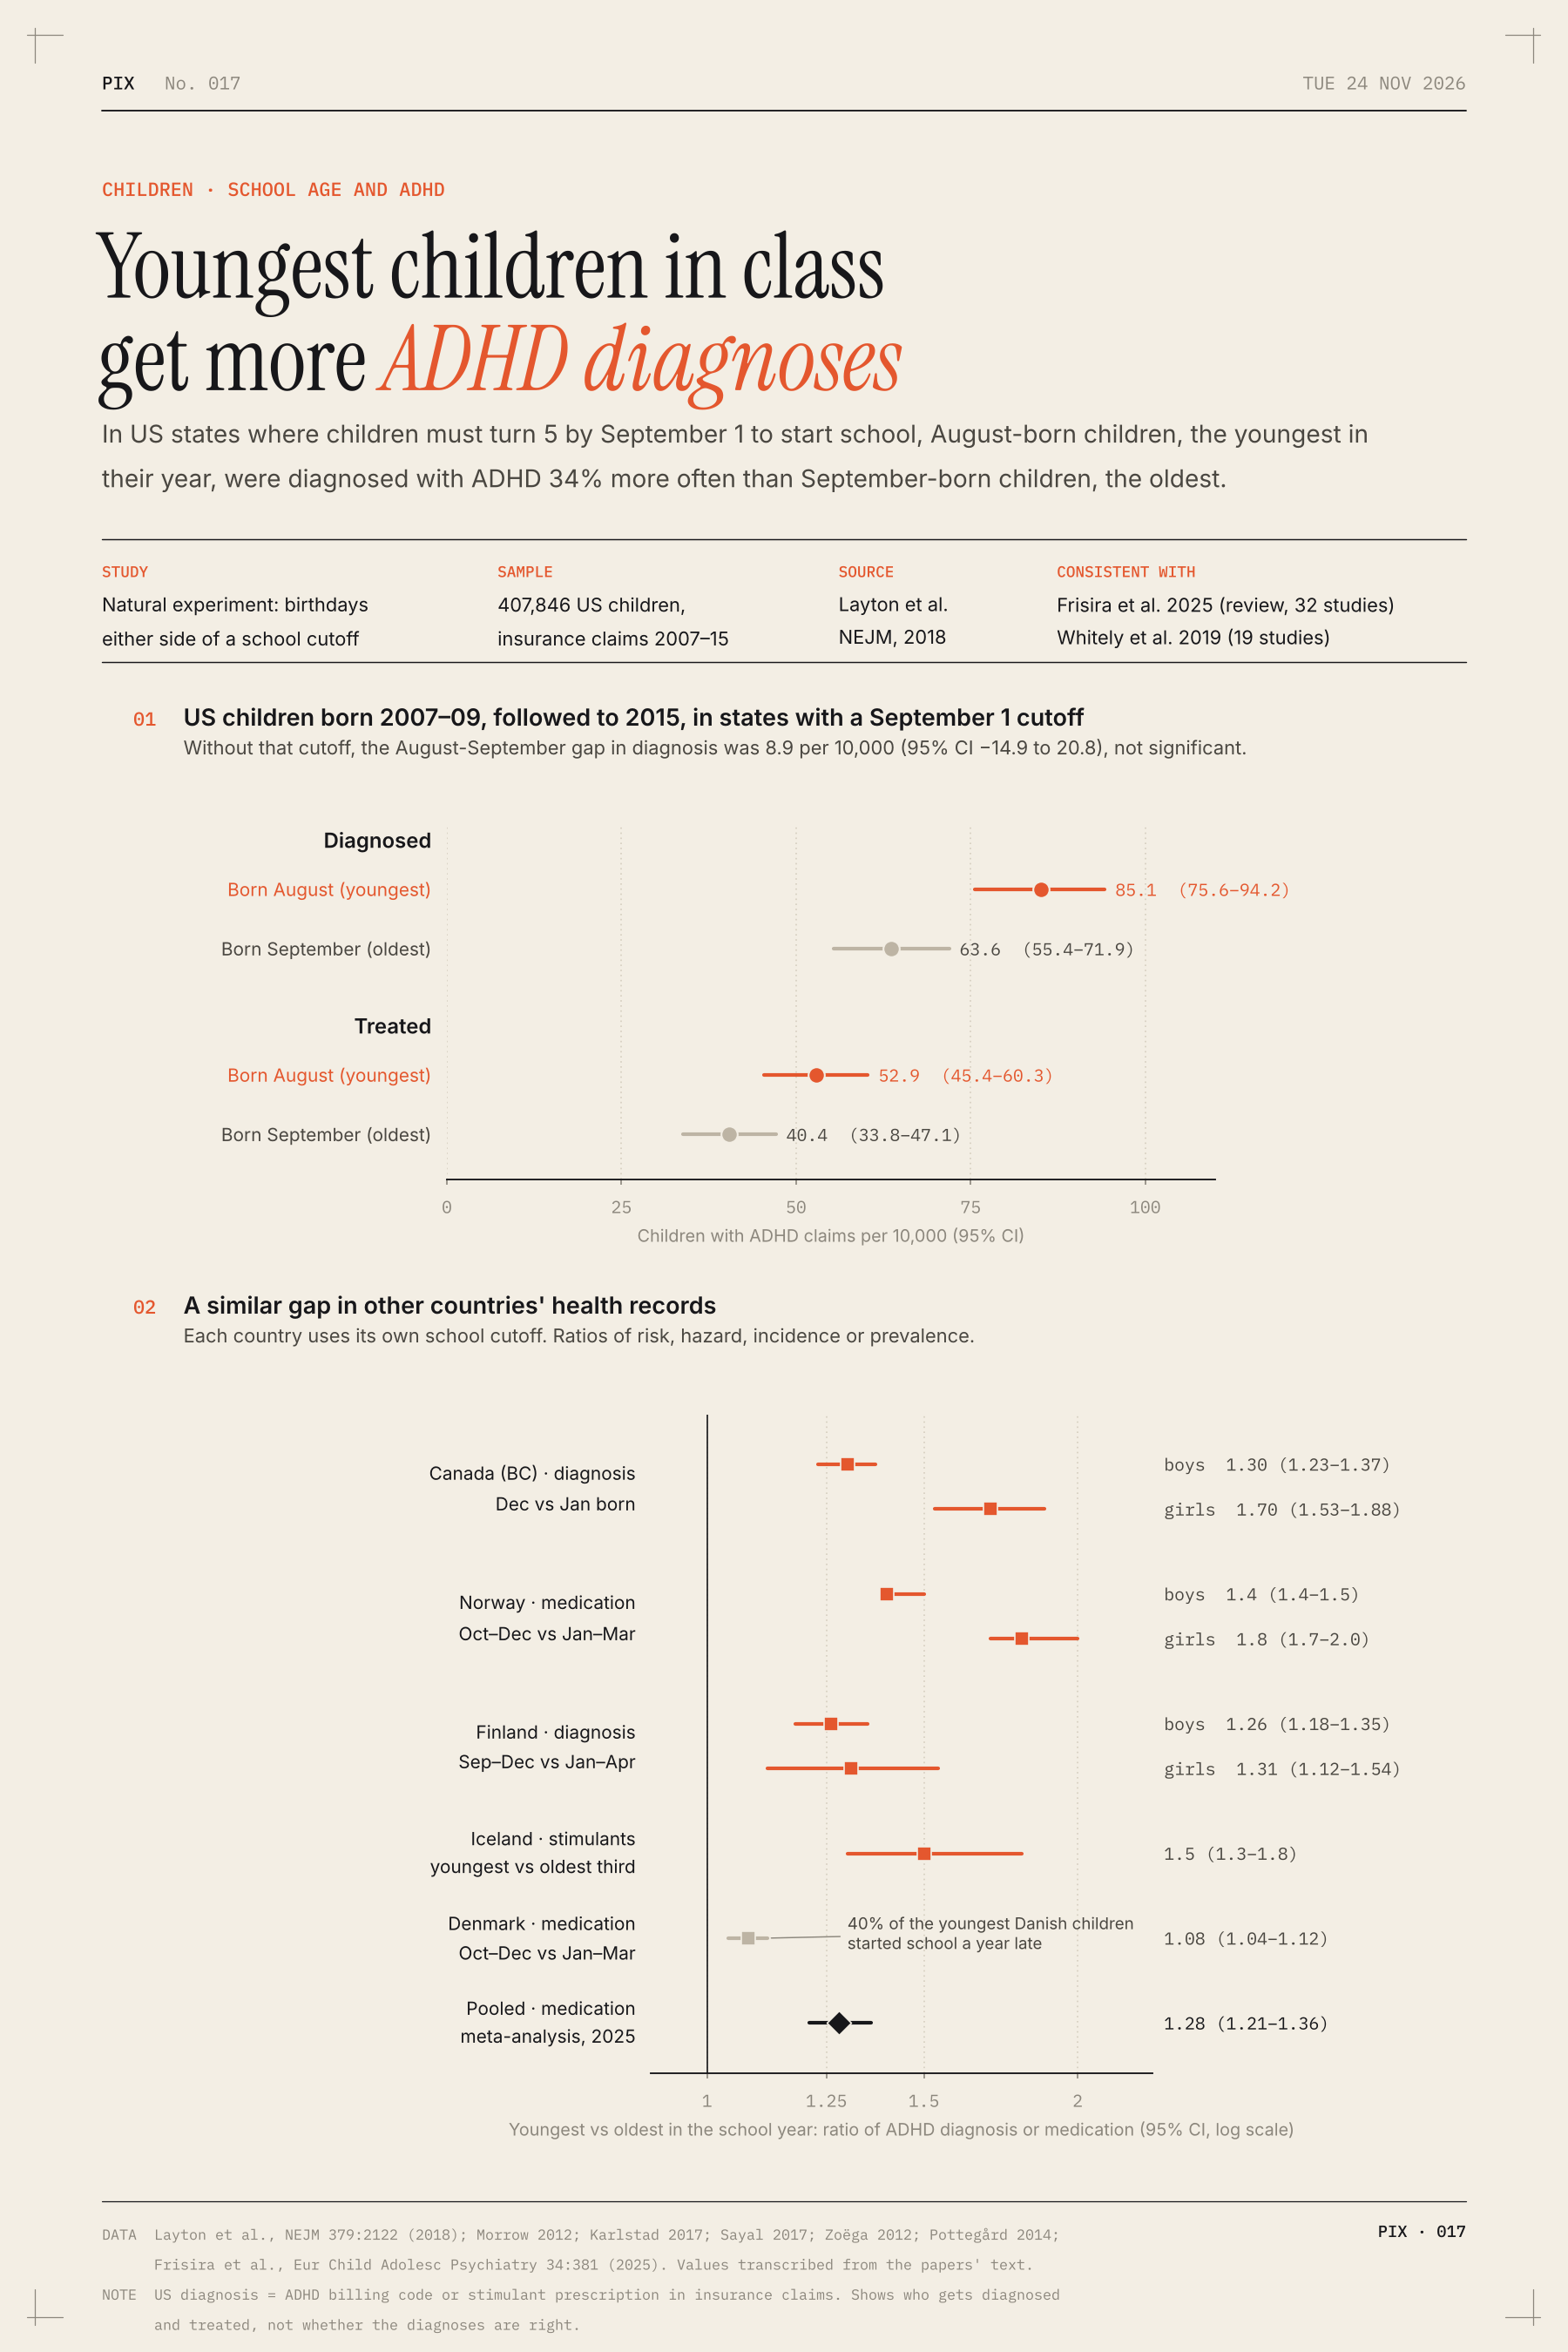 PIX No. 017
TUE 24 NOV 2026
CHILDREN · SCHOOL AGE AND ADHD
Youngest children in class
get more ADHD diagnoses
In US states where children must turn 5 by September 1 to start school, August-born children, the youngest in
their year, were diagnosed with ADHD 34% more often than September-born children, the oldest.
STUDY
Natural experiment: birthdays
either side of a school cutoff
SAMPLE
407,846 US children,
insurance claims 2007–15
SOURCE
Layton et al.
NEJM, 2018
CONSISTENT WITH
Frisira et al. 2025 (review, 32 studies)
Whitely et al. 2019 (19 studies)
01 US children born 2007–09, followed to 2015, in states with a September 1 cutoff
Without that cutoff, the August-September gap in diagnosis was 8.9 per 10,000 (95% CI −14.9 to 20.8), not significant.
Diagnosed
Born August (youngest) 85.1 (75.6–94.2)
Born September (oldest) 63.6 (55.4–71.9)
Treated
Born August (youngest) 52.9 (45.4–60.3)
Born September (oldest) 40.4 (33.8–47.1)
0 25 50 75 100
Children with ADHD claims per 10,000 (95% CI)
02 A similar gap in other countries' health records
Each country uses its own school cutoff. Ratios of risk, hazard, incidence or prevalence.
Canada (BC) · diagnosis
Dec vs Jan born
boys 1.30 (1.23–1.37)
girls 1.70 (1.53–1.88)
Norway · medication
Oct–Dec vs Jan–Mar
boys 1.4 (1.4–1.5)
girls 1.8 (1.7–2.0)
Finland · diagnosis
Sep–Dec vs Jan–Apr
boys 1.26 (1.18–1.35)
girls 1.31 (1.12–1.54)
Iceland · stimulants
youngest vs oldest third
1.5 (1.3–1.8)
Denmark · medication
Oct–Dec vs Jan–Mar
40% of the youngest Danish children
started school a year late
1.08 (1.04–1.12)
Pooled · medication
meta-analysis, 2025
1.28 (1.21–1.36)
1 1.25 1.5 2
Youngest vs oldest in the school year: ratio of ADHD diagnosis or medication (95% CI, log scale)
DATA Layton et al., NEJM 379:2122 (2018); Morrow 2012; Karlstad 2017; Sayal 2017; Zoëga 2012; Pottegård 2014;
Frisira et al., Eur Child Adolesc Psychiatry 34:381 (2025). Values transcribed from the papers' text.
NOTE US diagnosis = ADHD billing code or stimulant prescription in insurance claims. Shows who gets diagnosed
and treated, not whether the diagnoses are right.
PIX · 017